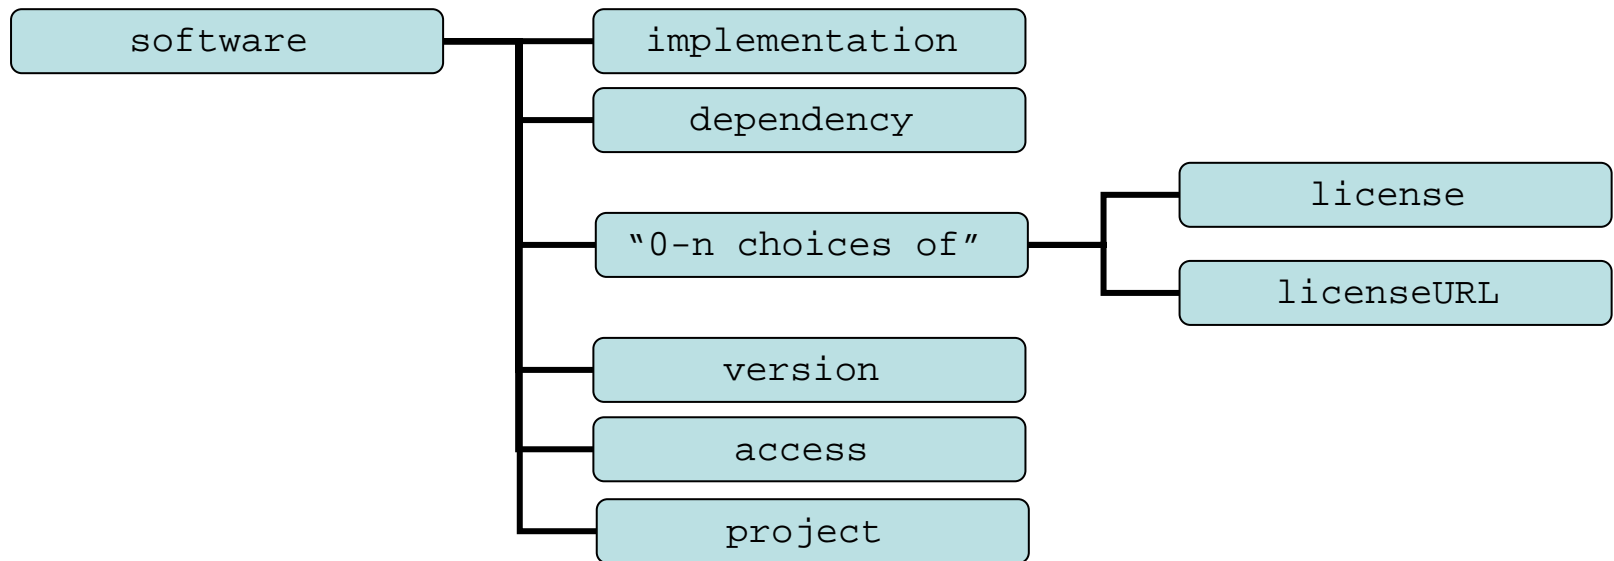 software
implementation
dependency
“0-n choices of”
license
licenseURL
version
access
project